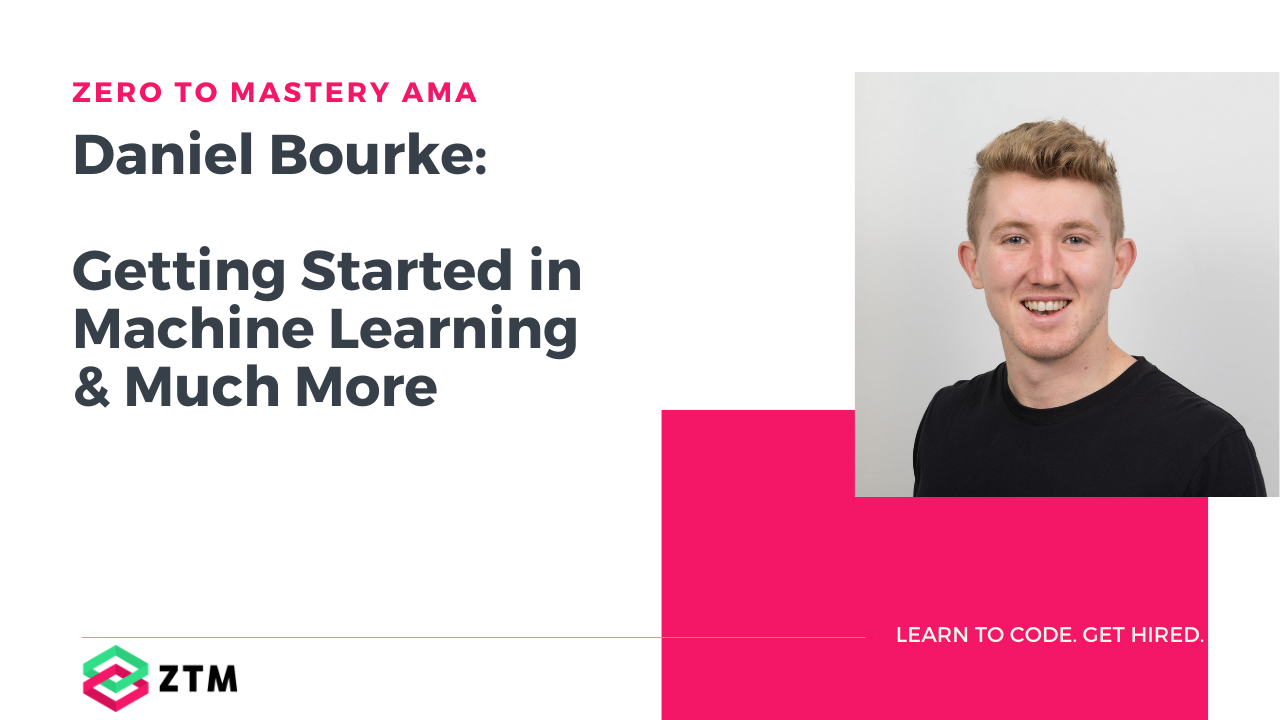 ZERO TO MASTERY AMA
Daniel Bourke:
Getting Started in
Machine Learning
& Much More
LEARN TO CODE. GET HIRED.
ZTM